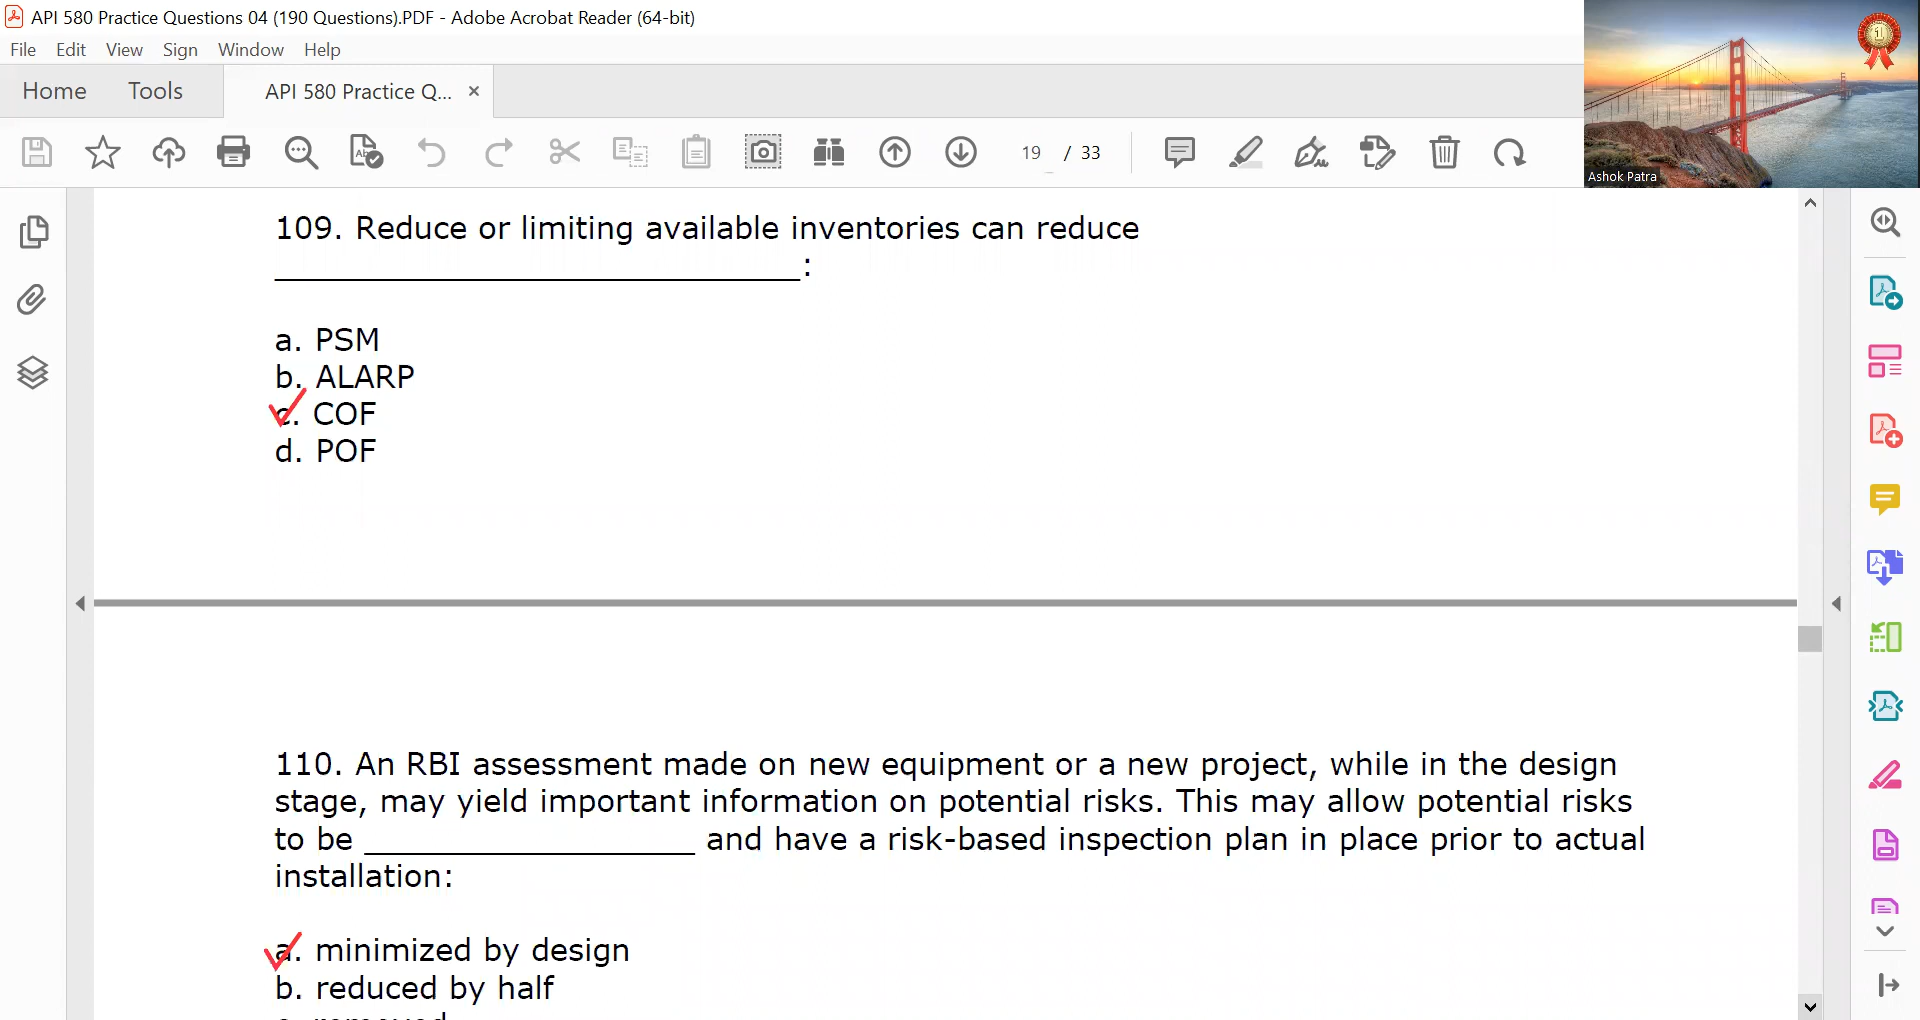 API 580 Practice Questions 04 (190 Questions).PDF - Adobe Acrobat Reader (64-bit)
File Edit View Sign Window Help
Home Tools API 580 Practice Q... ×
19 / 33
1
Ashok Patra
109. Reduce or limiting available inventories can reduce
______________________________:
a. PSM
b. ALARP
c. COF
d. POF
110. An RBI assessment made on new equipment or a new project, while in the design
stage, may yield important information on potential risks. This may allow potential risks
to be ___________________ and have a risk-based inspection plan in place prior to actual
installation:
a. minimized by design
b. reduced by half